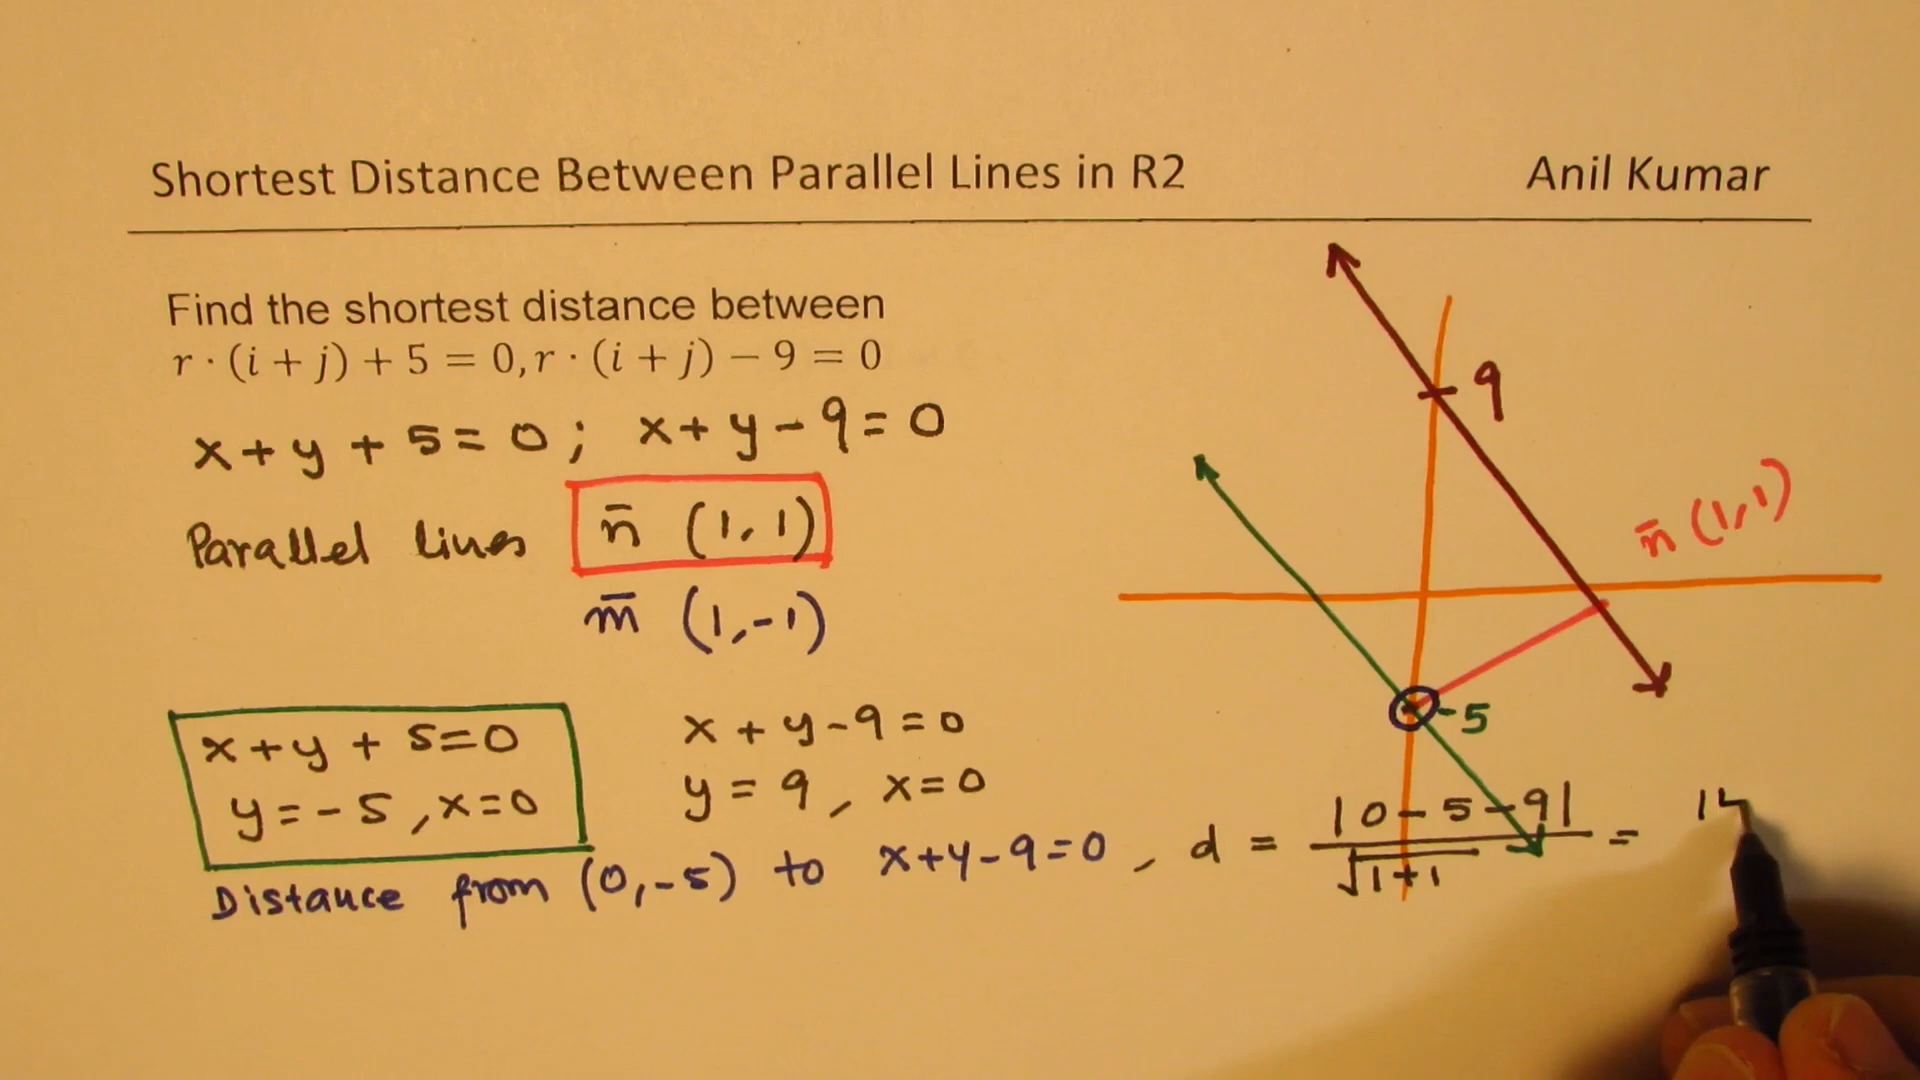 Shortest Distance Between Parallel Lines in R2 Anil Kumar
Find the shortest distance between
r · (i + j) + 5 = 0, r · (i + j) − 9 = 0
x + y + 5 = 0 ; x + y − 9 = 0
Parallel lines n̄ (1, 1)
m̄ (1, -1)
x + y + 5 = 0
y = -5, x = 0
x + y − 9 = 0
y = 9, x = 0
Distance from (0, -5) to x + y − 9 = 0, d = |0 − 5 − 9| / √1+1 = 14
9
n̄ (1, 1)
-5